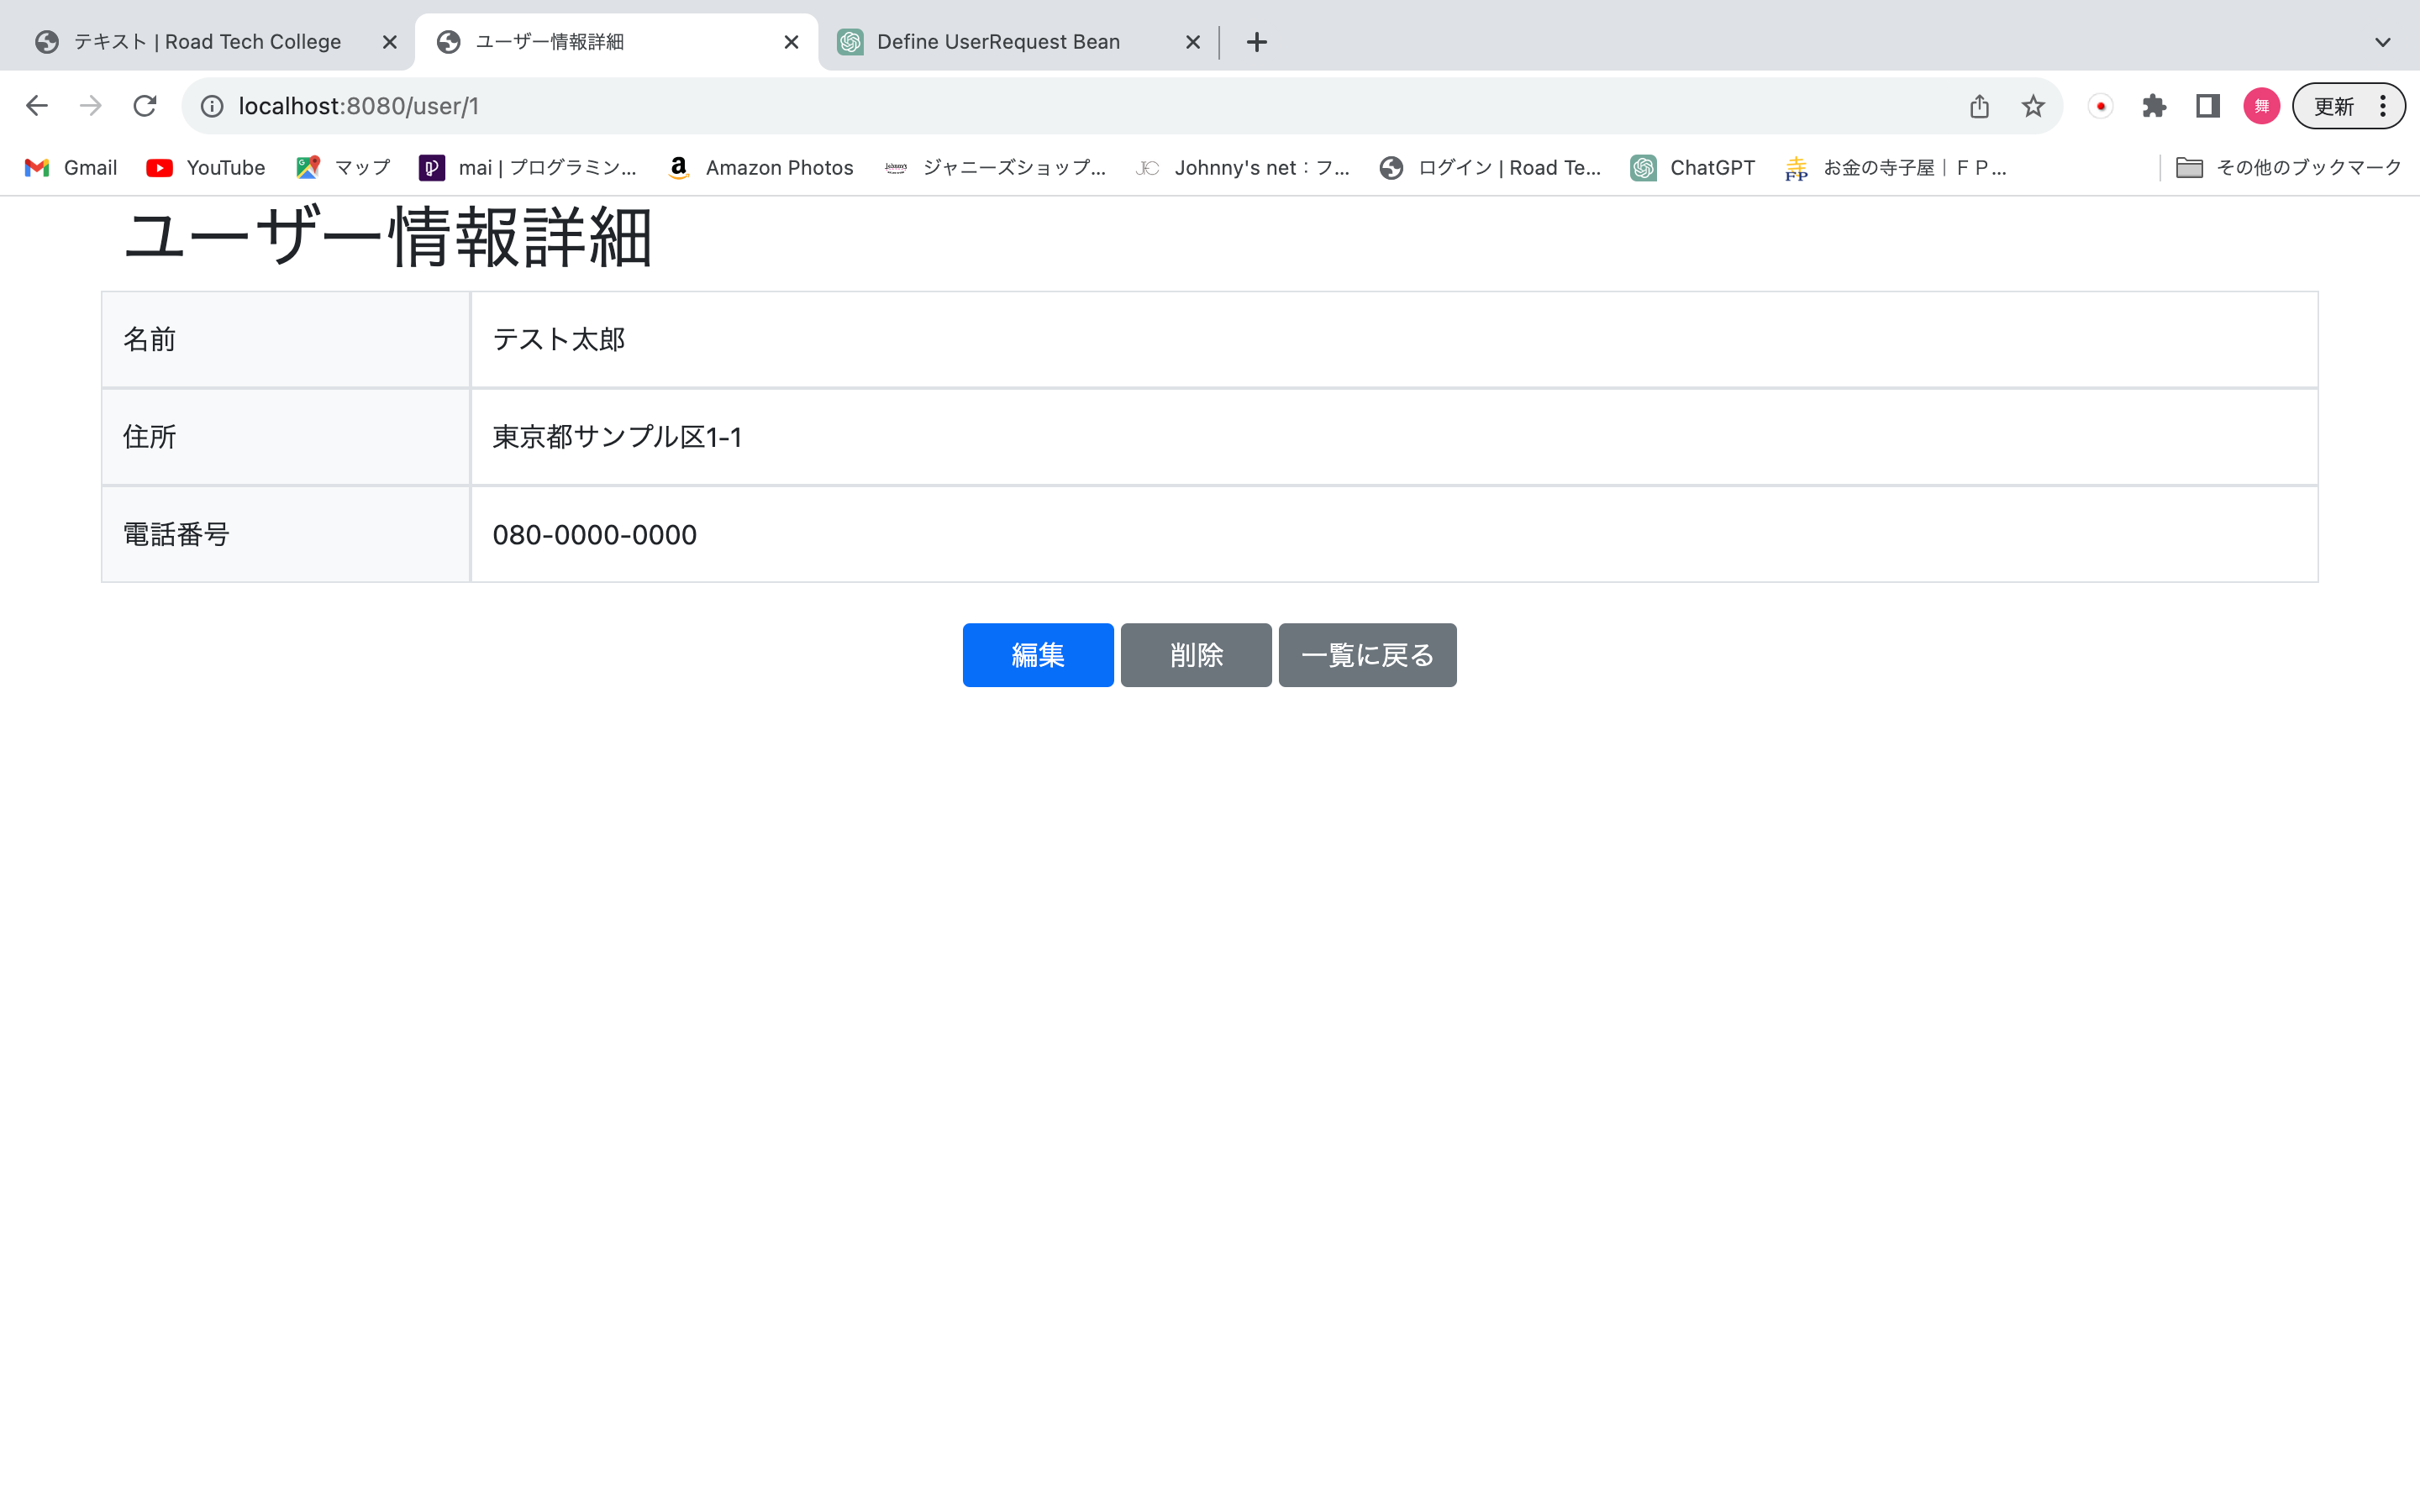 テキスト | Road Tech College
ユーザー情報詳細
Define UserRequest Bean
localhost:8080/user/1
舞
更新
Gmail
YouTube
マップ
mai | プログラミン...
Amazon Photos
ジャニーズショップ...
Johnny's net：フ...
ログイン | Road Te...
ChatGPT
お金の寺子屋｜ＦＰ...
その他のブックマーク
ユーザー情報詳細
名前 テスト太郎
住所 東京都サンプル区1-1
電話番号 080-0000-0000
編集 削除 一覧に戻る